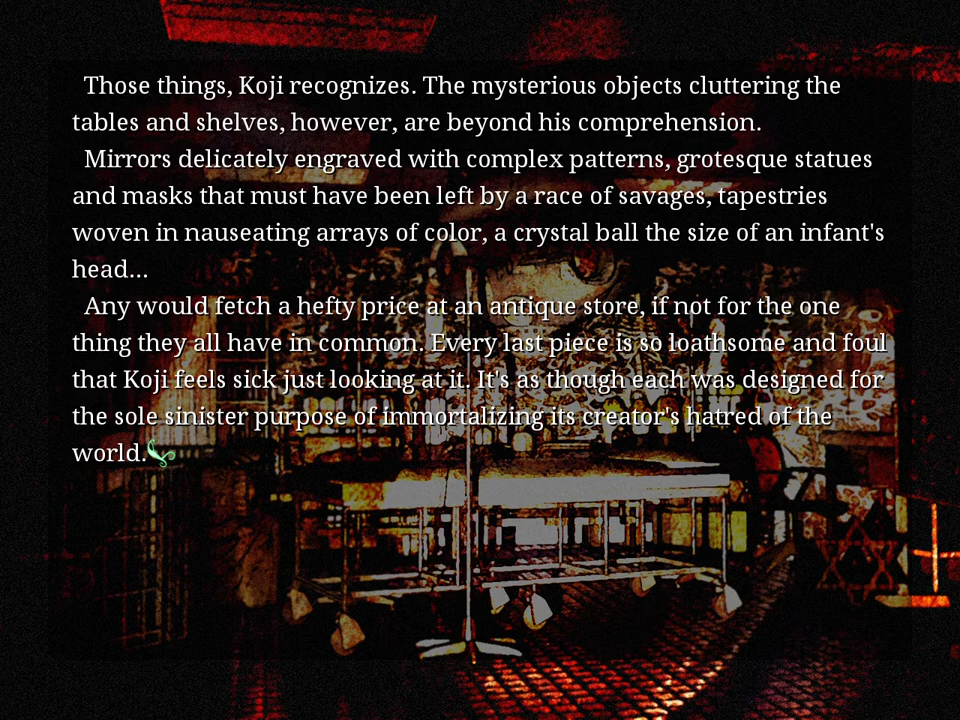 Those things, Koji recognizes. The mysterious objects cluttering the
tables and shelves, however, are beyond his comprehension.
Mirrors delicately engraved with complex patterns, grotesque statues
and masks that must have been left by a race of savages, tapestries
woven in nauseating arrays of color, a crystal ball the size of an infant's
head...
Any would fetch a hefty price at an antique store, if not for the one
thing they all have in common. Every last piece is so loathsome and foul
that Koji feels sick just looking at it. It's as though each was designed for
the sole sinister purpose of immortalizing its creator's hatred of the
world.